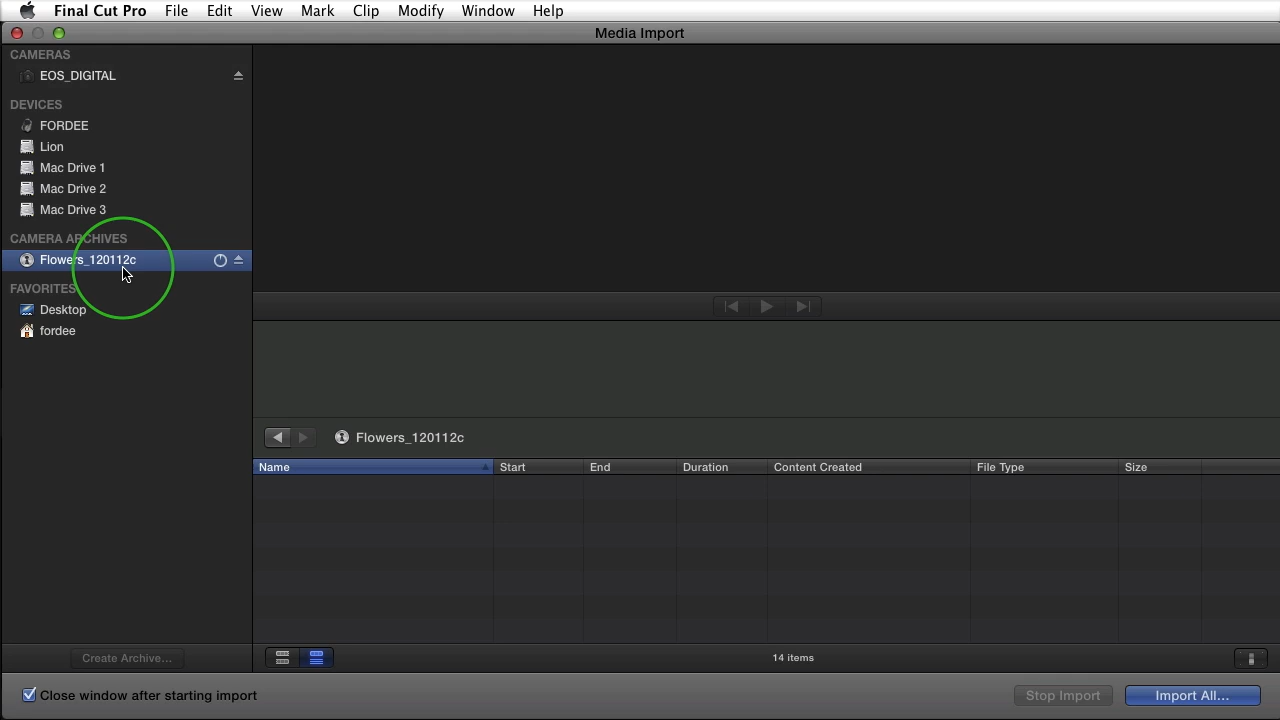 Final Cut Pro File Edit View Mark Clip Modify Window Help
Media Import
CAMERAS
EOS_DIGITAL
DEVICES
FORDEE
Lion
Mac Drive 1
Mac Drive 2
Mac Drive 3
CAMERA ARCHIVES
Flowers_120112c
FAVORITES
Desktop
fordee
Flowers_120112c
Name Start End Duration Content Created File Type Size
Create Archive...
14 items
Close window after starting import
Stop Import
Import All...